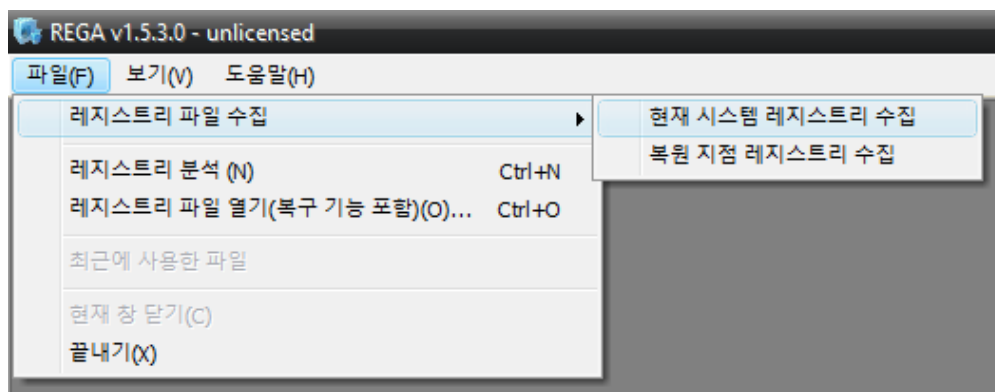 REGA v1.5.3.0 - unlicensed
파일(F) 보기(V) 도움말(H)
레지스트리 파일 수집
현재 시스템 레지스트리 수집
복원 지점 레지스트리 수집
레지스트리 분석 (N) Ctrl+N
레지스트리 파일 열기(복구 기능 포함)(O)... Ctrl+O
최근에 사용한 파일
현재 창 닫기(C)
끝내기(X)